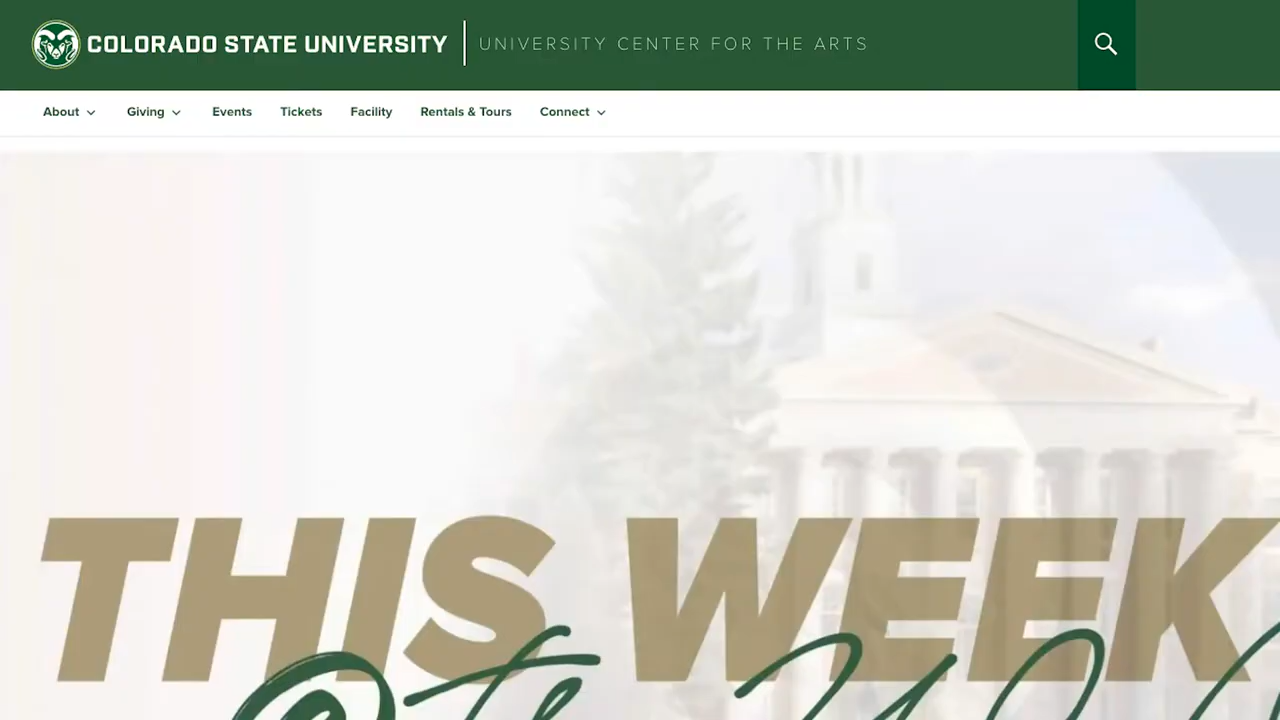 COLORADO STATE UNIVERSITY
UNIVERSITY CENTER FOR THE ARTS
About
Giving
Events
Tickets
Facility
Rentals & Tours
Connect
THIS WEEK